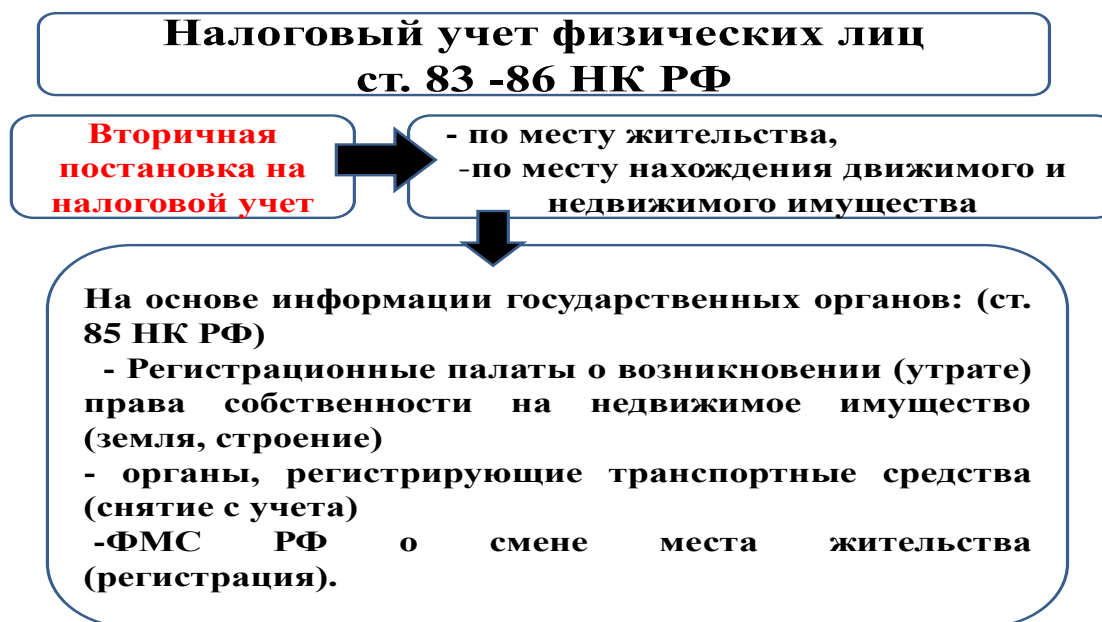 Налоговый учет физических лиц
ст. 83 -86 НК РФ
Вторичная
постановка на
налоговой учет
- по месту жительства,
-по месту нахождения движимого и
недвижимого имущества
На основе информации государственных органов: (ст.
85 НК РФ)
- Регистрационные палаты о возникновении (утрате)
права собственности на недвижимое имущество
(земля, строение)
- органы, регистрирующие транспортные средства
(снятие с учета)
-ФМС РФ о смене места жительства
(регистрация).